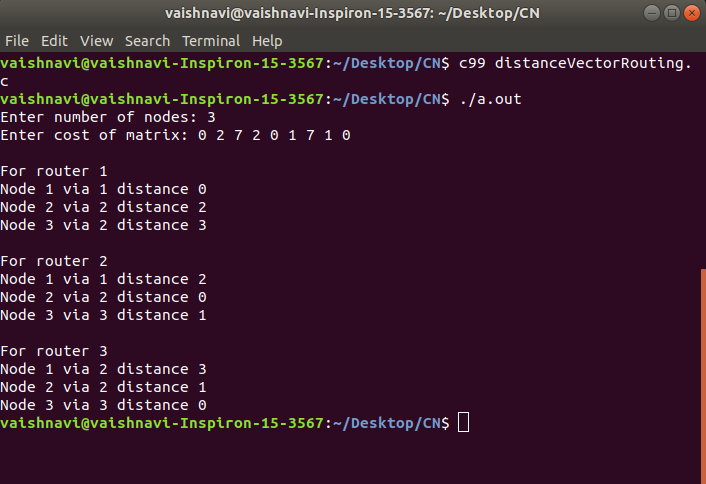 vaishnavi@vaishnavi-Inspiron-15-3567: ~/Desktop/CN
File Edit View Search Terminal Help
vaishnavi@vaishnavi-Inspiron-15-3567:~/Desktop/CN$ c99 distanceVectorRouting.
c
vaishnavi@vaishnavi-Inspiron-15-3567:~/Desktop/CN$ ./a.out
Enter number of nodes: 3
Enter cost of matrix: 0 2 7 2 0 1 7 1 0
For router 1
Node 1 via 1 distance 0
Node 2 via 2 distance 2
Node 3 via 2 distance 3
For router 2
Node 1 via 1 distance 2
Node 2 via 2 distance 0
Node 3 via 3 distance 1
For router 3
Node 1 via 2 distance 3
Node 2 via 2 distance 1
Node 3 via 3 distance 0
vaishnavi@vaishnavi-Inspiron-15-3567:~/Desktop/CN$